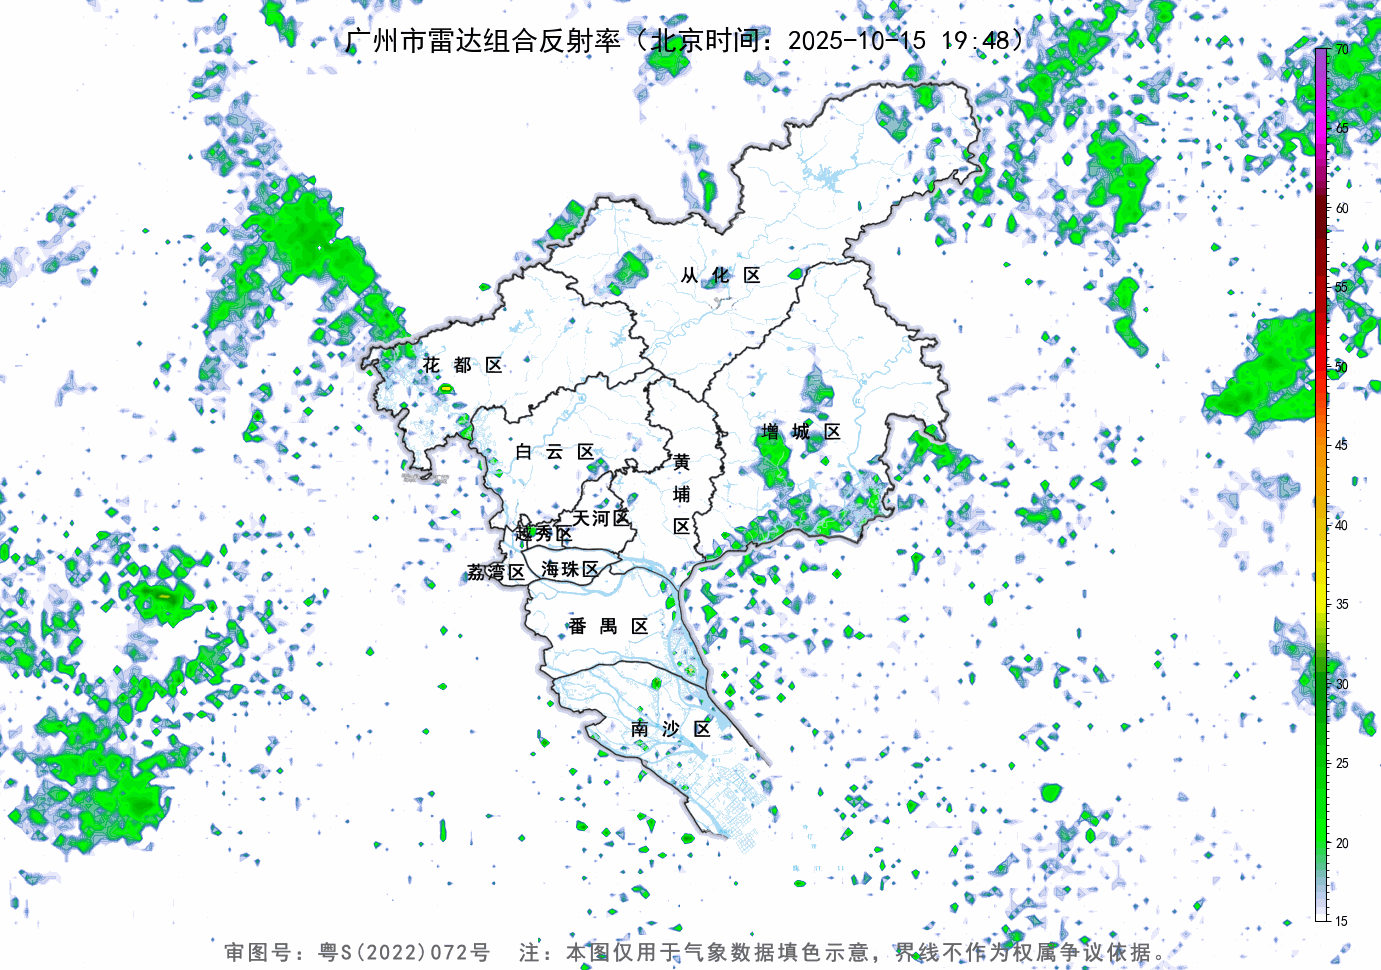 广州市雷达组合反射率（北京时间：2025-10-15 19:48）
70
65
60
55
50
45
40
35
30
25
20
15
从化区
花都区
增城区
白云区
黄埔区
天河区
越秀区
海珠区
荔湾区
番禺区
南沙区
审图号：粤S(2022)072号 注：本图仅用于气象数据填色示意，界线不作为权属争议依据。